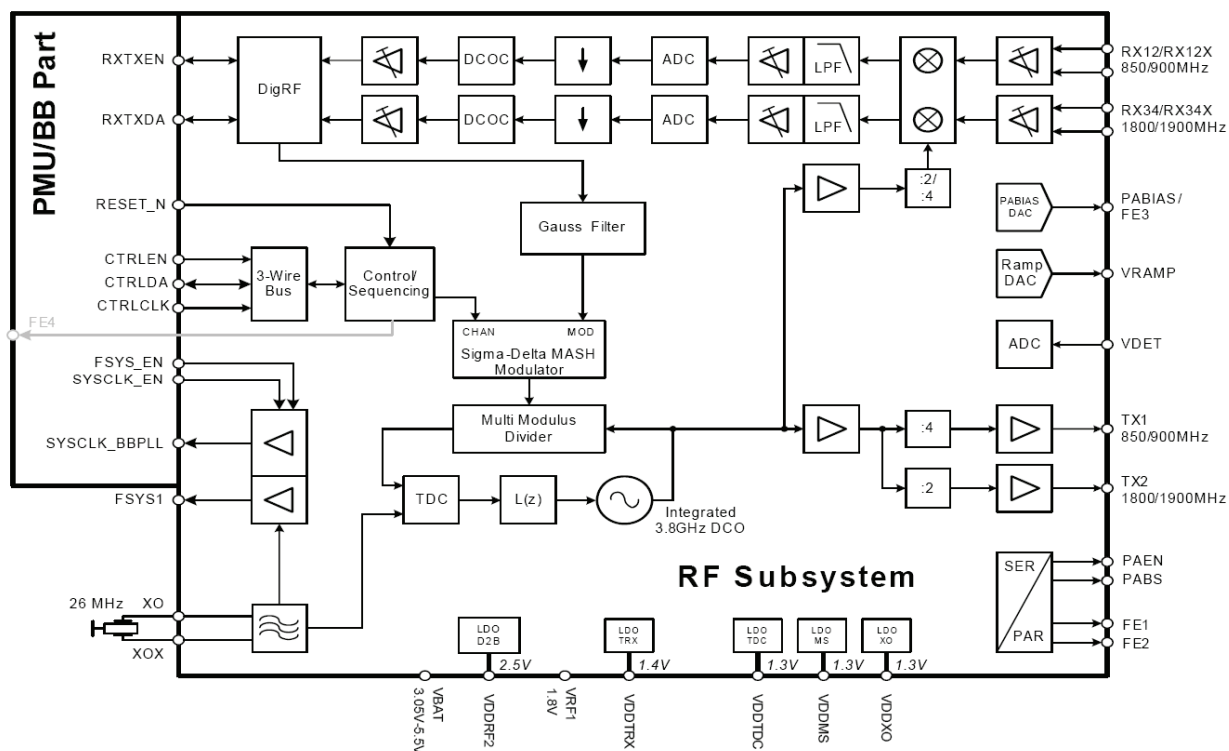 PMU/BB Part
RXTXEN
RXTXDA
DigRF
DCOC
ADC
LPF
RX12/RX12X
850/900MHz
DCOC
ADC
LPF
RX34/RX34X
1800/1900MHz
:2/
:4
RESET_N
Gauss Filter
PABIAS
DAC
PABIAS/
FE3
CTRLEN
CTRLDA
CTRLCLK
3-Wire
Bus
Control/
Sequencing
Ramp
DAC
VRAMP
FE4
CHAN
MOD
Sigma-Delta MASH
Modulator
ADC
VDET
FSYS_EN
SYSCLK_EN
SYSCLK_BBPLL
Multi Modulus
Divider
:4
TX1
850/900MHz
FSYS1
TDC
L(z)
Integrated
3.8GHz DCO
:2
TX2
1800/1900MHz
RF Subsystem
SER
PAR
PAEN
PABS
FE1
FE2
26 MHz
XO
XOX
LDO
D2B
2.5V
LDO
TRX
1.4V
LDO
TDC
1.3V
LDO
MS
1.3V
LDO
XO
1.3V
VBAT
3.05V-5.5V
VDDRF2
VRF1
1.8V
VDDTRX
VDDTDC
VDDMS
VDDXO